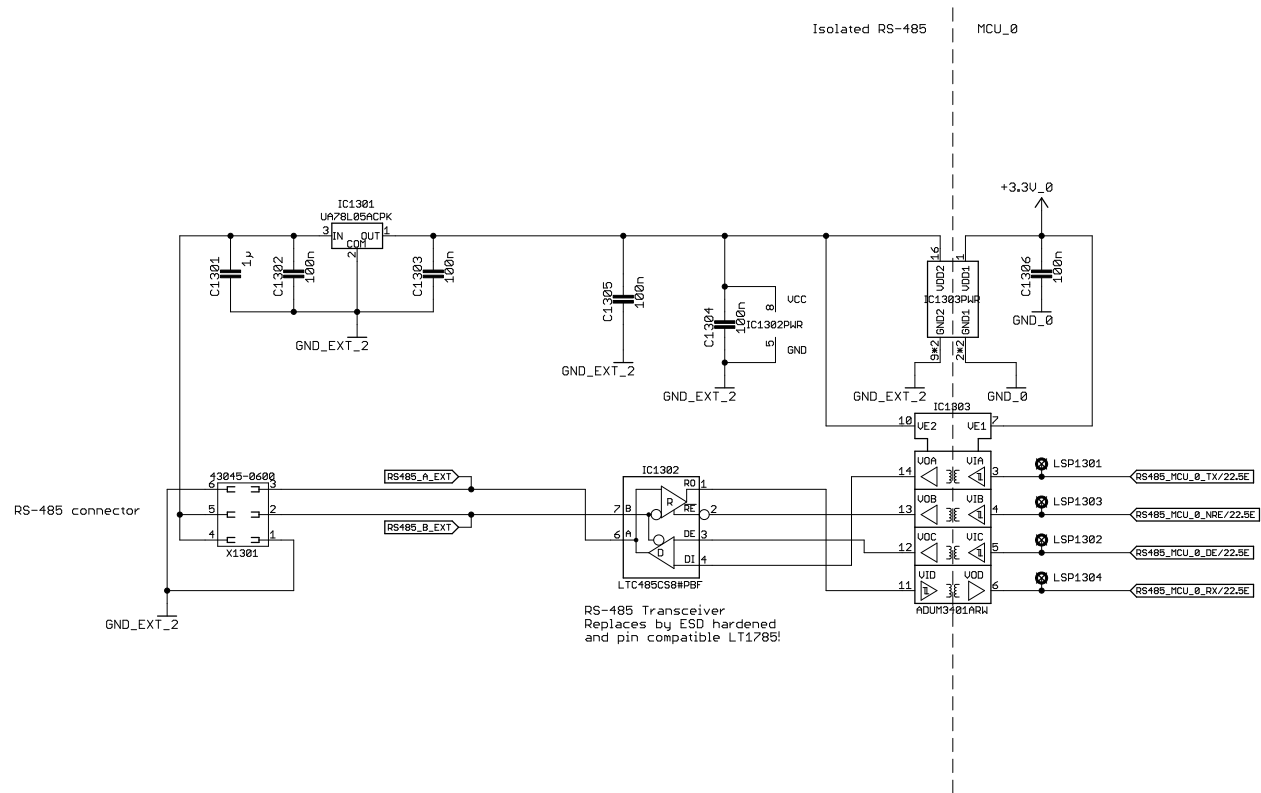 Isolated RS-485
MCU_0
+3.3V_0
IC1301
UA78L05ACPK
3
IN
OUT
1
COM
2
C1301
1µ
C1302
100n
C1303
100n
GND_EXT_2
C1305
100n
GND_EXT_2
C1304
100n
8
VCC
IC1302PWR
5
GND
GND_EXT_2
16
1
VDD2
VDD1
IC1303PWR
GND2
GND1
9*2
2*2
C1306
100n
GND_0
GND_EXT_2
GND_0
IC1303
10
VE2
VE1
7
RS-485 connector
43045-0600
6
3
5
2
4
1
X1301
GND_EXT_2
RS485_A_EXT
RS485_B_EXT
IC1302
RO
1
R
7
B
RE
2
6
A
DE
3
D
DI
4
LTC485CS8#PBF
RS-485 Transceiver
Replaces by ESD hardened
and pin compatible LT1785!
14
VOA
VIA
3
LSP1301
RS485_MCU_0_TX/22.5E
13
VOB
VIB
4
LSP1303
RS485_MCU_0_NRE/22.5E
12
VOC
VIC
5
LSP1302
RS485_MCU_0_DE/22.5E
11
VID
VOD
6
LSP1304
RS485_MCU_0_RX/22.5E
ADUM3401ARW